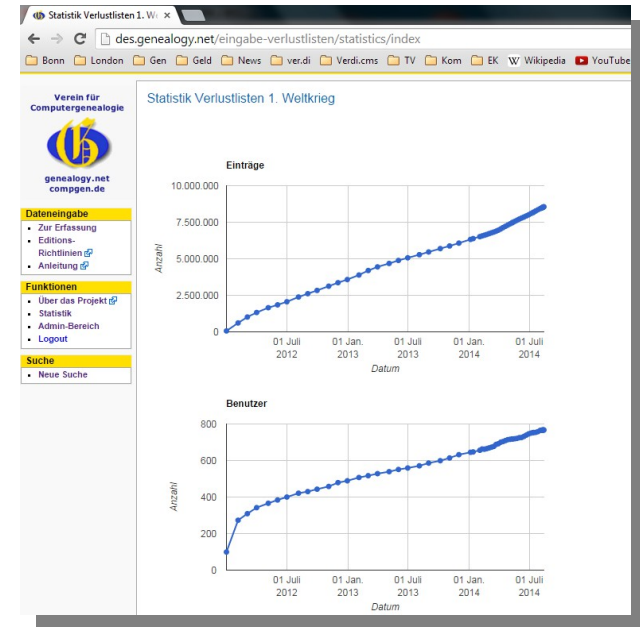 Statistik Verlustlisten 1. W
des.genealogy.net/eingabe-verlustlisten/statistics/index
Bonn London Gen Geld News ver.di Verdi.cms TV Kom EK W Wikipedia YouTube
Verein für
Computergenealogie
genealogy.net
compgen.de
Dateneingabe
Zur Erfassung
Editions-
Richtlinien
Anleitung
Funktionen
Über das Projekt
Statistik
Admin-Bereich
Logout
Suche
Neue Suche
Statistik Verlustlisten 1. Weltkrieg
Einträge
10.000.000
7.500.000
5.000.000
2.500.000
0
Anzahl
01 Juli 01 Jan. 01 Juli 01 Jan. 01 Juli
2012 2013 2013 2014 2014
Datum
Benutzer
800
600
400
200
0
Anzahl
01 Juli 01 Jan. 01 Juli 01 Jan. 01 Juli
2012 2013 2013 2014 2014
Datum